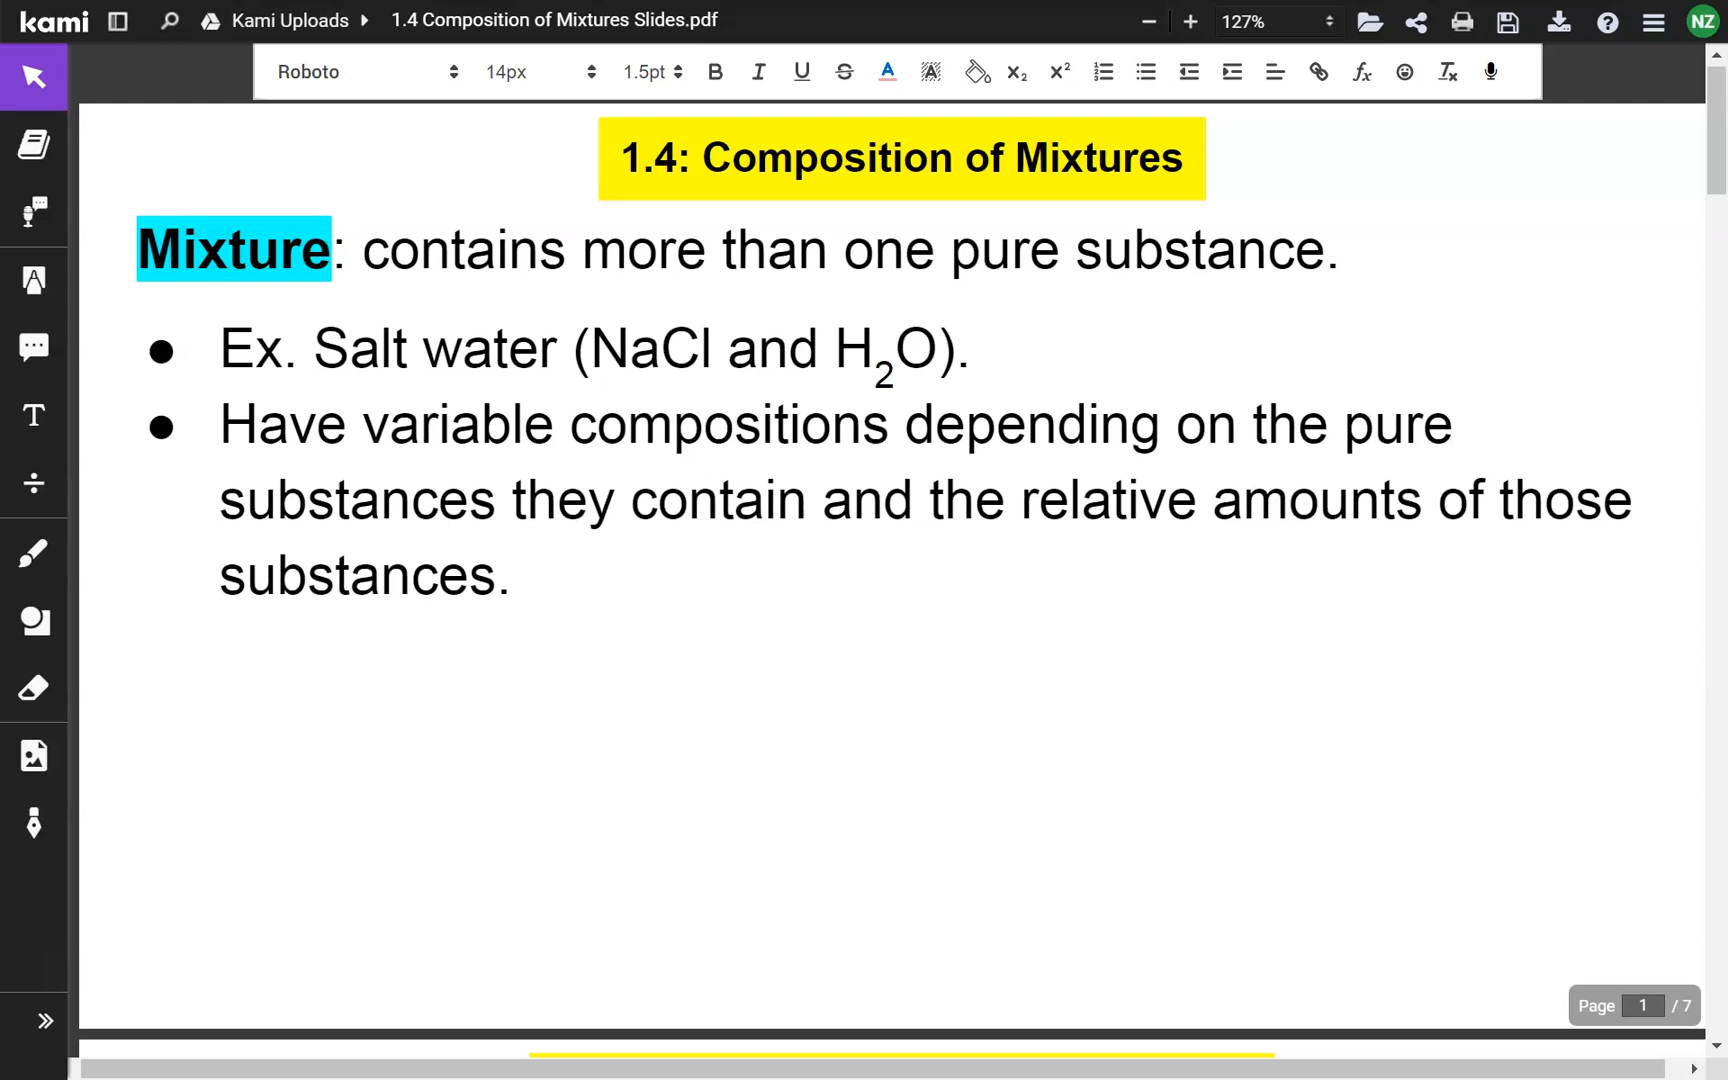 kami Kami Uploads 1.4 Composition of Mixtures Slides.pdf 127% NZ
Roboto 14px 1.5pt
1.4: Composition of Mixtures
Mixture: contains more than one pure substance.
● Ex. Salt water (NaCl and H₂O).
● Have variable compositions depending on the pure
substances they contain and the relative amounts of those
substances.
Page 1 / 7